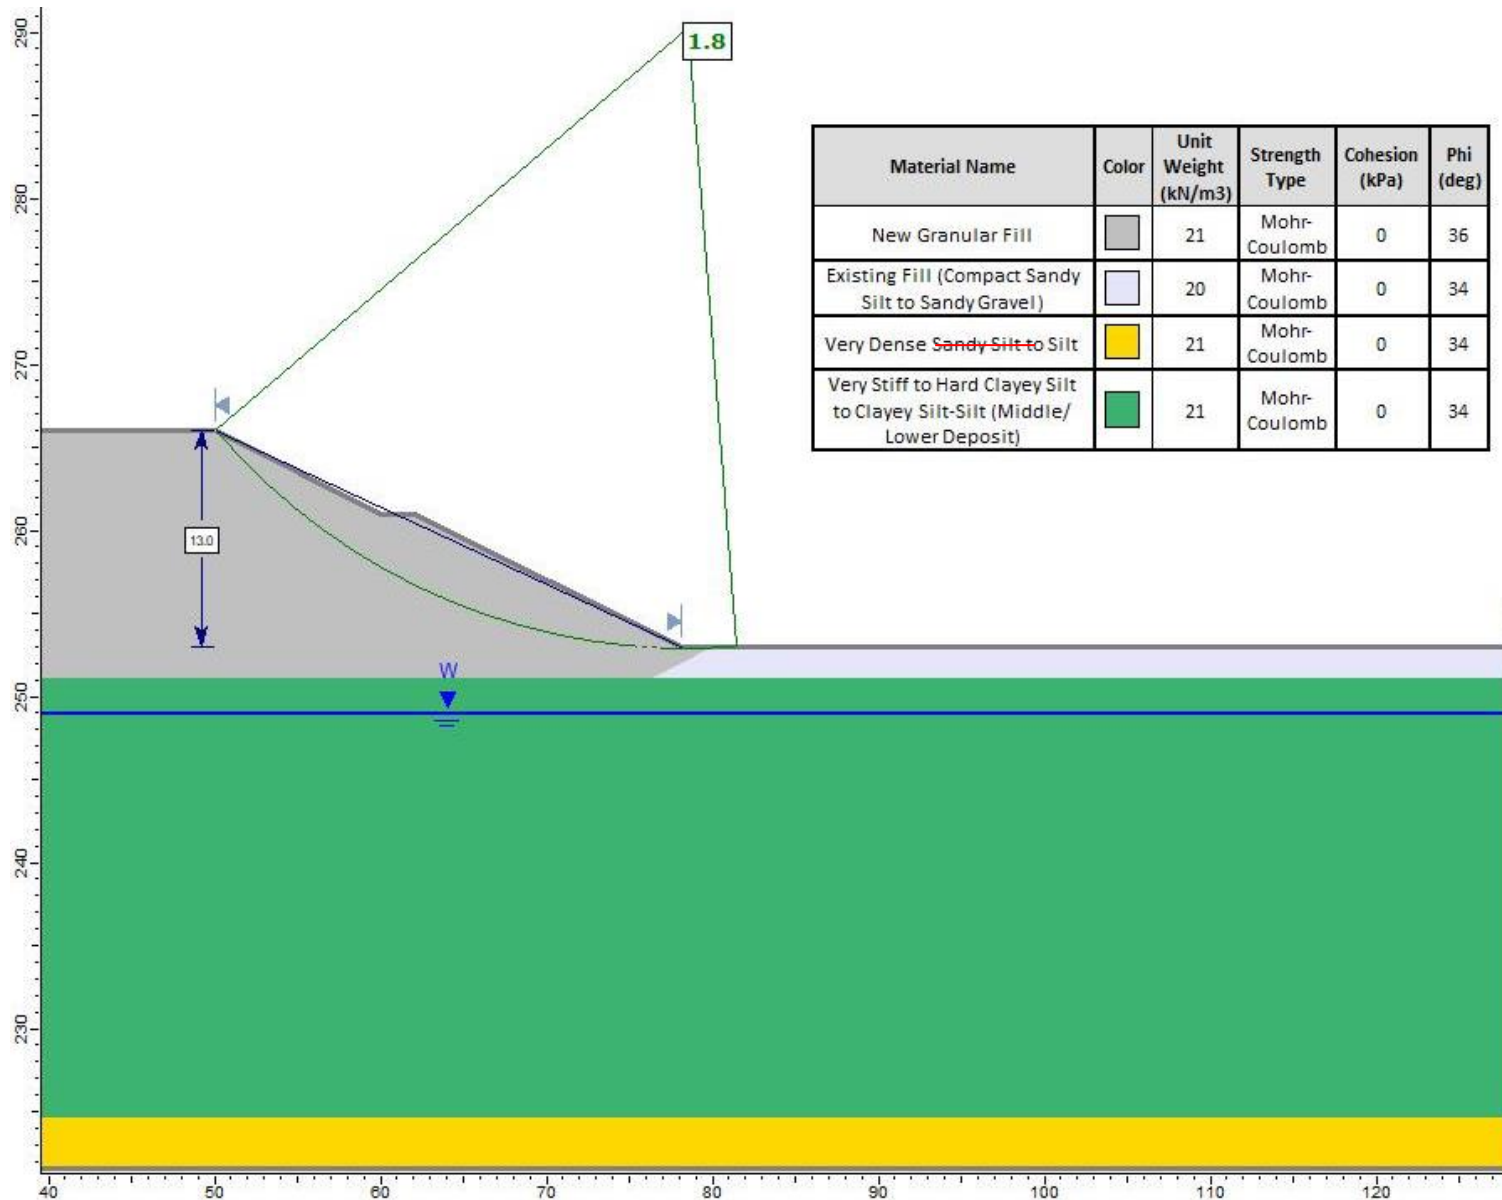 290
1.8
Material Name
Color
Unit
Weight
(kN/m3)
Strength
Type
Cohesion
(kPa)
Phi
(deg)
New Granular Fill
21
Mohr-
Coulomb
0
36
Existing Fill (Compact Sandy
Silt to Sandy Gravel)
20
Mohr-
Coulomb
0
34
Very Dense Sandy Silt to Silt
21
Mohr-
Coulomb
0
34
Very Stiff to Hard Clayey Silt
to Clayey Silt-Silt (Middle/
Lower Deposit)
21
Mohr-
Coulomb
0
34
280
270
260
13.0
250
W
240
230
40 50 60 70 80 90 100 110 120